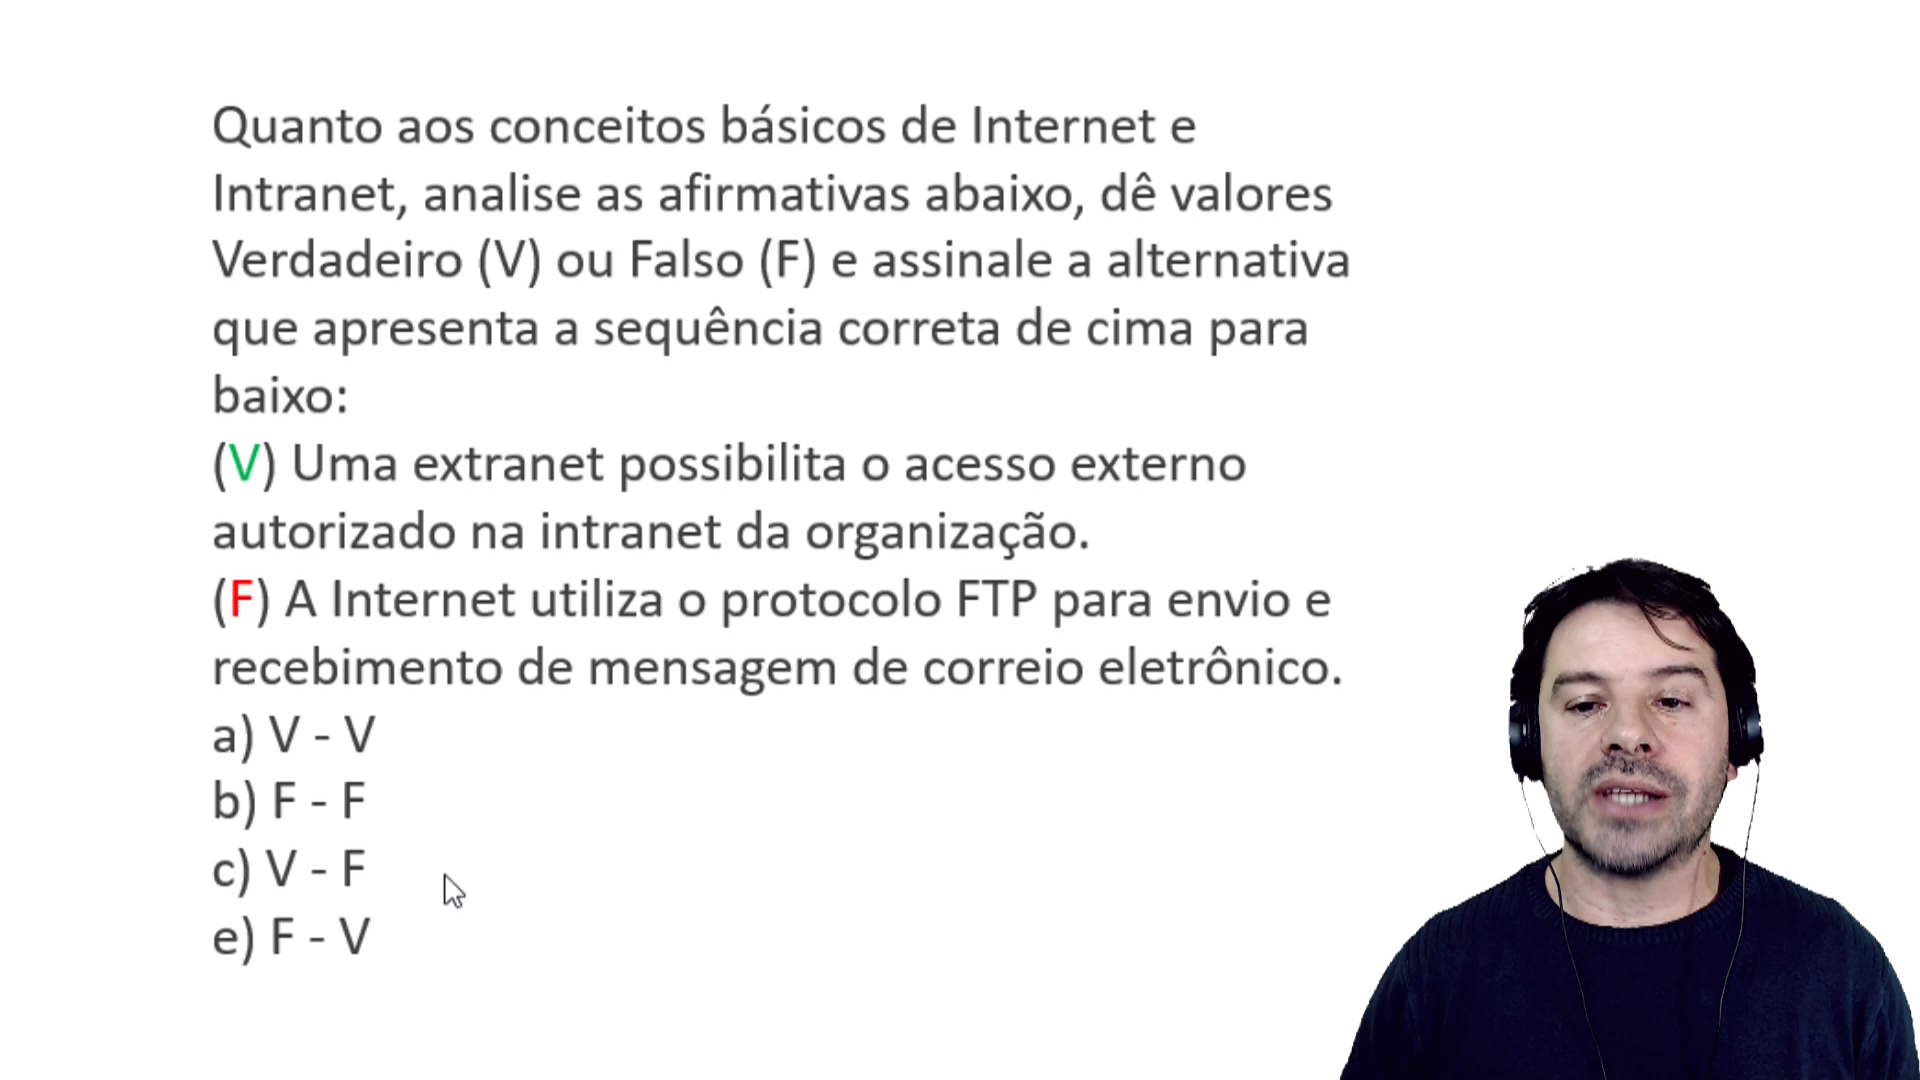 Quanto aos conceitos básicos de Internet e
Intranet, analise as afirmativas abaixo, dê valores
Verdadeiro (V) ou Falso (F) e assinale a alternativa
que apresenta a sequência correta de cima para
baixo:
(V) Uma extranet possibilita o acesso externo
autorizado na intranet da organização.
(F) A Internet utiliza o protocolo FTP para envio e
recebimento de mensagem de correio eletrônico.
a) V - V
b) F - F
c) V - F
e) F - V